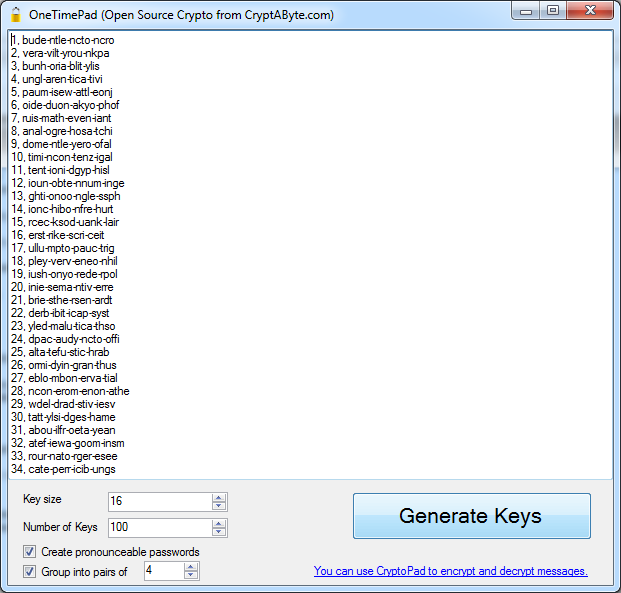 OneTimePad (Open Source Crypto from CryptAByte.com)
1, bude-ntle-ncto-ncro
2, vera-vilt-yrou-nkpa
3, bunh-oria-blit-ylis
4, ungl-aren-tica-tivi
5, paum-isew-attl-eonj
6, oide-duon-akyo-phof
7, ruis-math-even-iant
8, anal-ogre-hosa-tchi
9, dome-ntle-yero-ofal
10, timi-ncon-tenz-igal
11, tent-ioni-dgyp-hisl
12, ioun-obte-nnum-inge
13, ghti-onoo-ngle-ssph
14, ionc-hibo-nfre-hurt
15, rcec-ksod-uank-lair
16, erst-rike-scri-ceit
17, ullu-mpto-pauc-trig
18, pley-verv-eneo-nhil
19, iush-onyo-rede-rpol
20, inie-sema-ntiv-erre
21, brie-sthe-rsen-ardt
22, derb-ibit-icap-syst
23, yled-malu-tica-thso
24, dpac-audy-ncto-offi
25, alta-tefu-stic-hrab
26, ormi-dyin-gran-thus
27, eblo-mbon-erva-tial
28, ncon-erom-enon-athe
29, wdel-drad-stiv-iesv
30, tatt-ylsi-dges-hame
31, abou-ilfr-oeta-yean
32, atef-iewa-goom-insm
33, rour-nato-rger-esee
34, cate-perr-icib-ungs
Key size 16
Number of Keys 100
Generate Keys
Create pronounceable passwords
Group into pairs of 4
You can use CryptoPad to encrypt and decrypt messages.